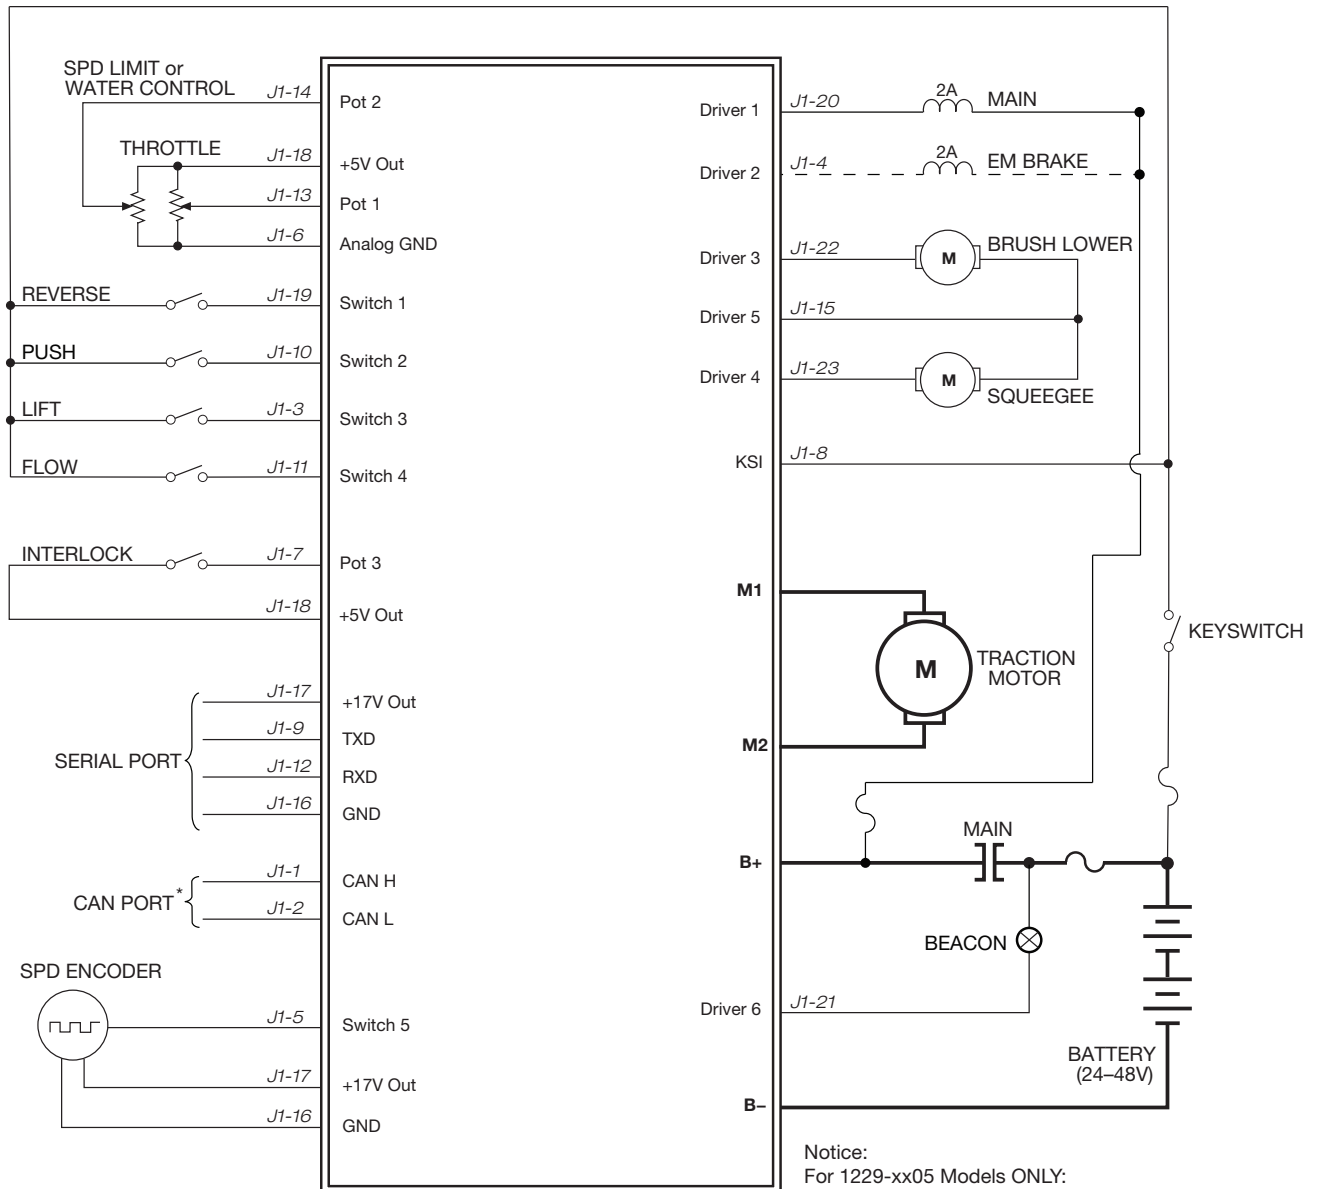 SPD LIMIT or
WATER CONTROL
J1-14
Pot 2
THROTTLE
J1-18
+5V Out
J1-13
Pot 1
J1-6
Analog GND
REVERSE
J1-19
Switch 1
PUSH
J1-10
Switch 2
LIFT
J1-3
Switch 3
FLOW
J1-11
Switch 4
INTERLOCK
J1-7
Pot 3
J1-18
+5V Out
SERIAL PORT
J1-17
+17V Out
J1-9
TXD
J1-12
RXD
J1-16
GND
CAN PORT*
J1-1
CAN H
J1-2
CAN L
SPD ENCODER
J1-5
Switch 5
J1-17
+17V Out
J1-16
GND
Driver 1
J1-20
2A
MAIN
Driver 2
J1-4
2A
EM BRAKE
Driver 3
J1-22
M
BRUSH LOWER
Driver 5
J1-15
Driver 4
J1-23
M
SQUEEGEE
KSI
J1-8
M1
M
TRACTION
MOTOR
M2
KEYSWITCH
MAIN
B+
BEACON
Driver 6
J1-21
BATTERY
(24–48V)
B–
Notice:
For 1229-xx05 Models ONLY: